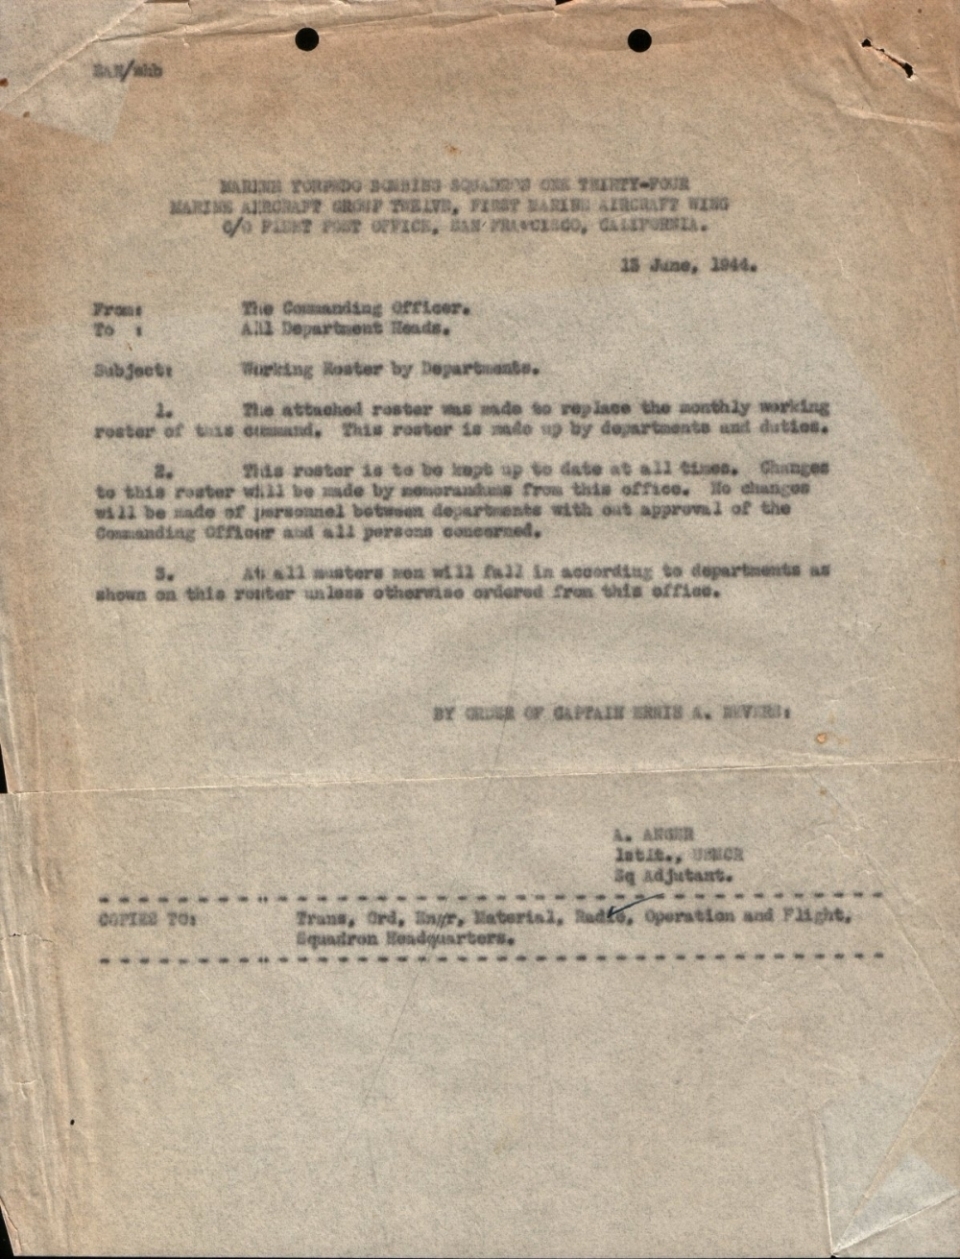 EAN/mhb
MARINE TORPEDO BOMBING SQUADRON ONE THIRTY-FOUR
MARINE AIRCRAFT GROUP TWELVE, FIRST MARINE AIRCRAFT WING
C/O FLEET POST OFFICE, SAN FRANCISCO, CALIFORNIA.
June, 1944.
From: The Commanding Officer.
To : All Department Heads.
Subject: Working Roster by Departments.
1. The attached roster was made to replace the monthly working
roster of this command. This roster is made up by departments and duties.
2. This roster is to be kept up to date at all times. Changes
to this roster will be made by memorandums from this office. No changes
will be made of personnel between departments with out approval of the
Commanding Officer and all persons concerned.
3. At all musters men will fall in according to departments as
shown on this roster unless otherwise ordered from this office.
BY ORDER OF CAPTAIN ERNIE A. NEVERS:
A. ANGER
1stLt., USMCR
Sq Adjutant.
COPIES TO: Trans, Ord, Engr, Material, Radio, Operation and Flight,
Squadron Headquarters.